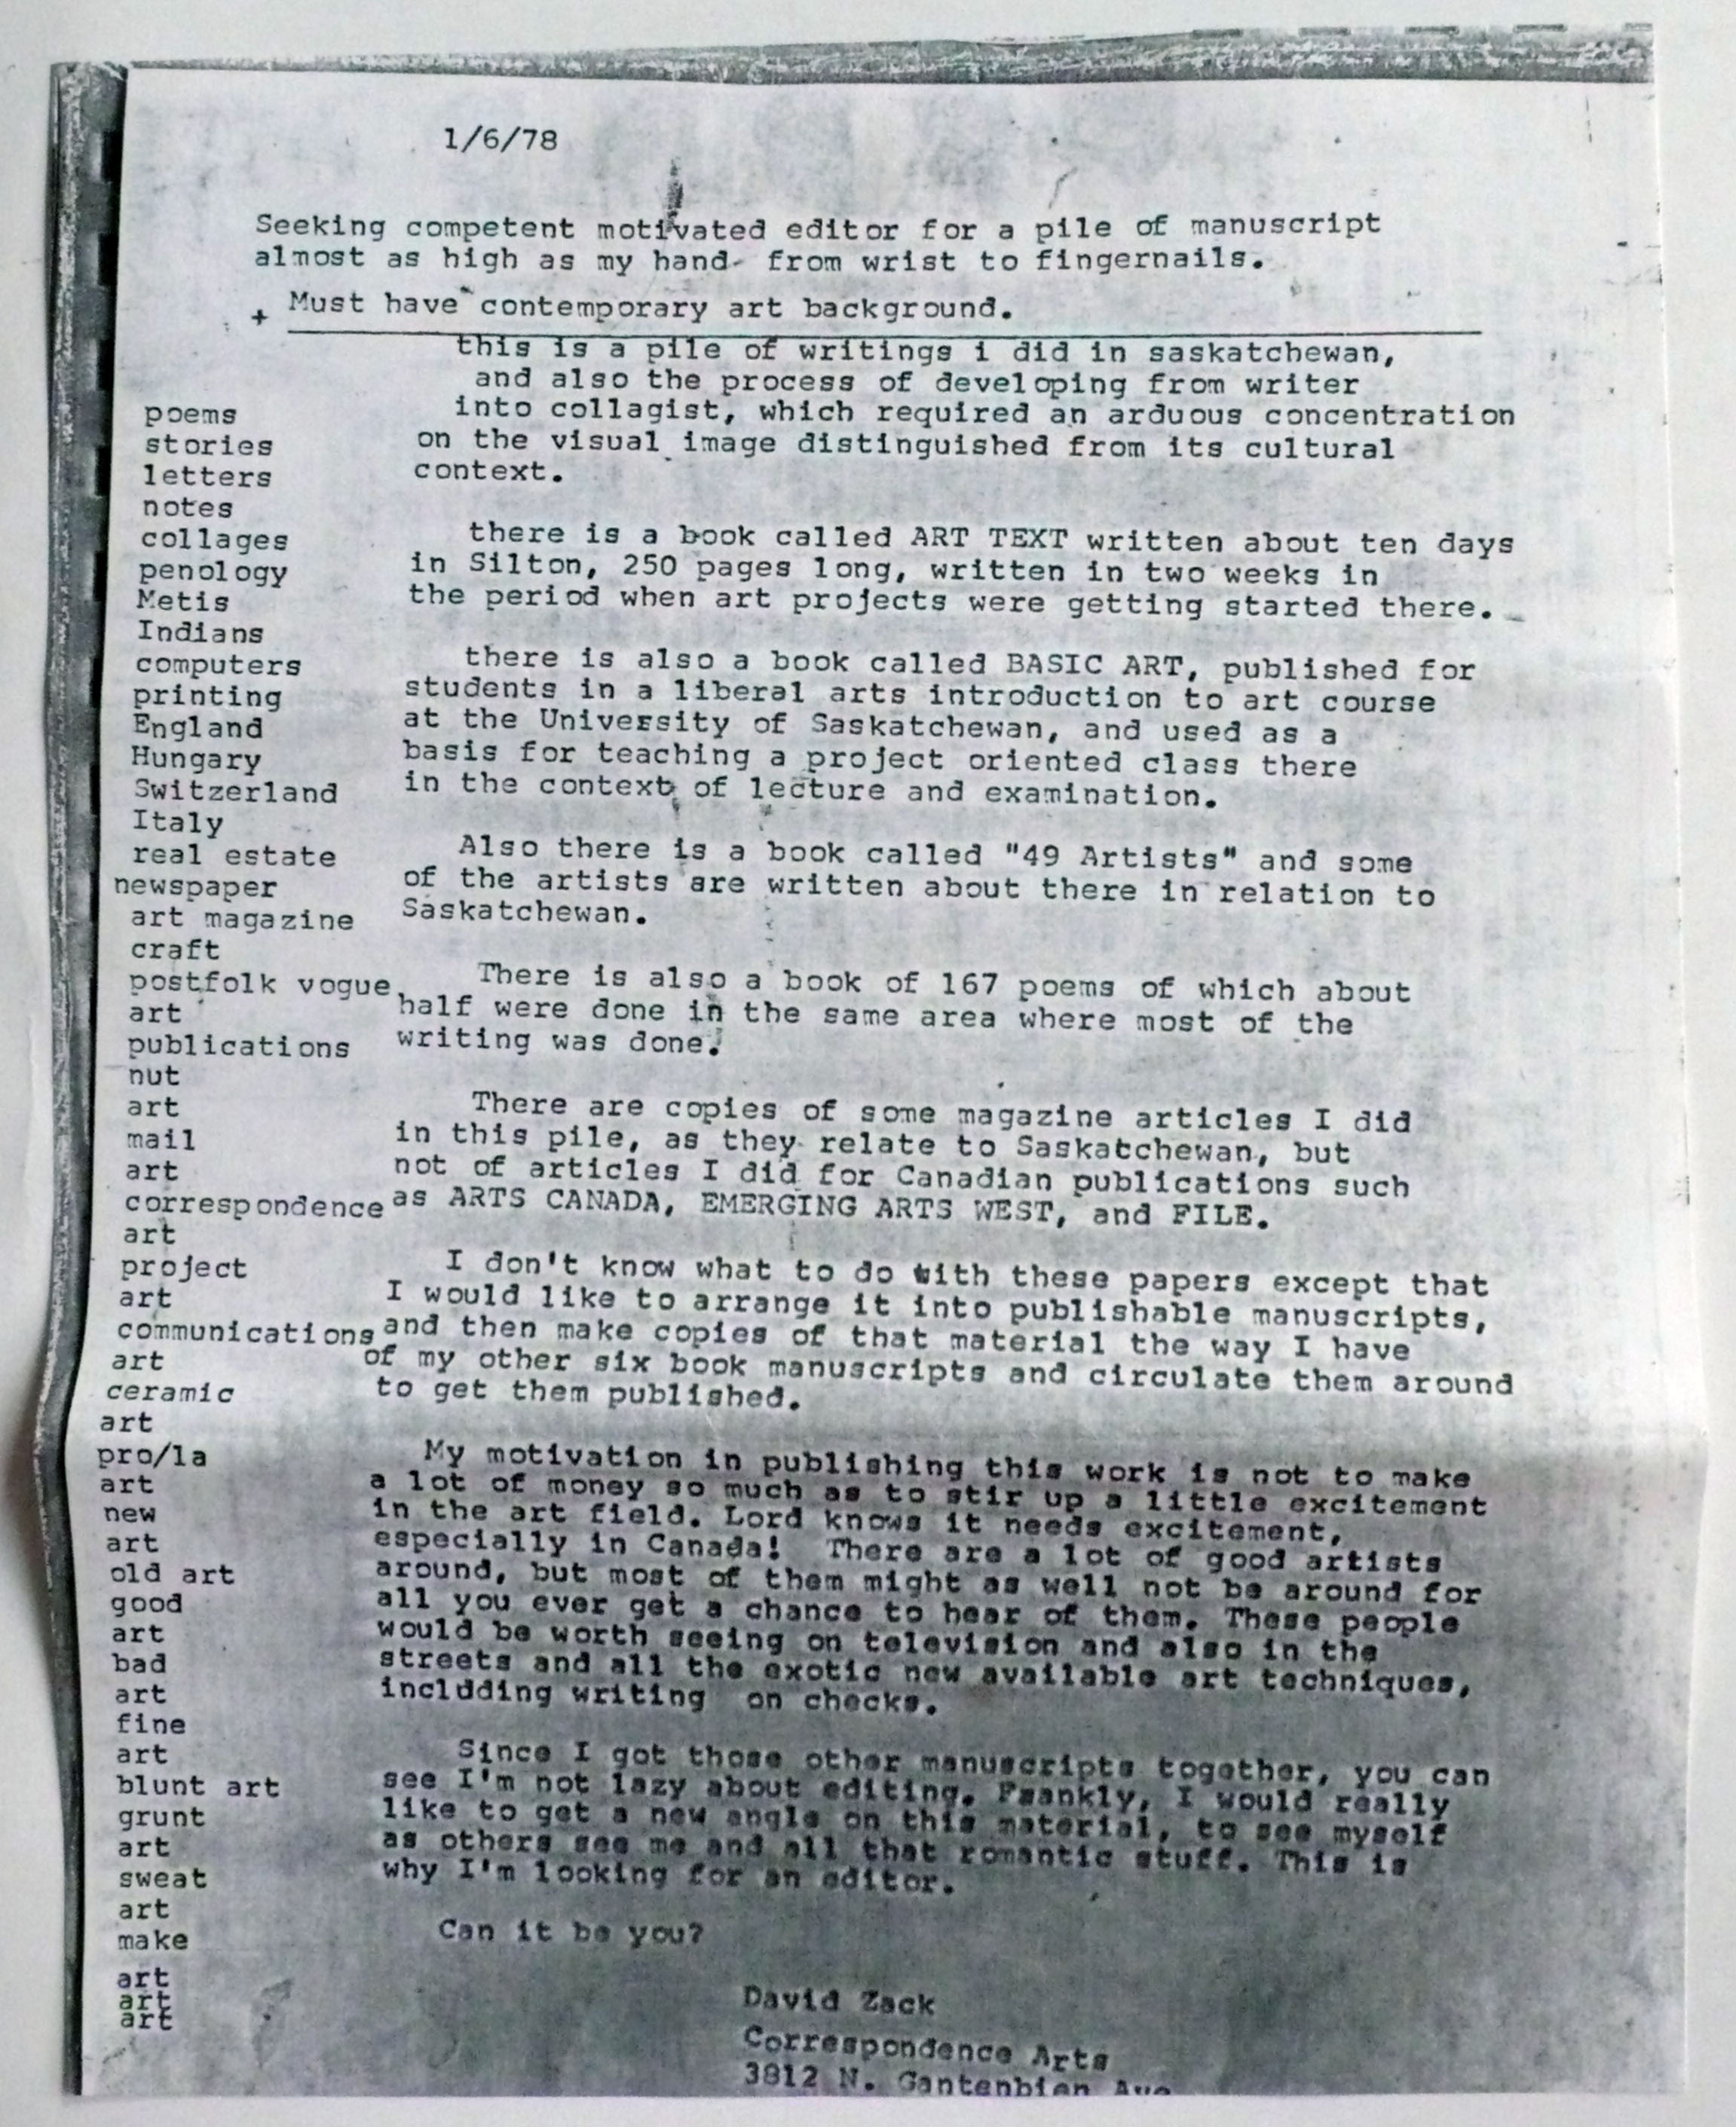 1/6/78
Seeking competent motivated editor for a pile of manuscript
almost as high as my hand- from wrist to fingernails.
+ Must have contemporary art background.
this is a pile of writings i did in saskatchewan,
and also the process of developing from writer
into collagist, which required an arduous concentration
on the visual image distinguished from its cultural
context.
there is a book called ART TEXT written about ten days
in Silton, 250 pages long, written in two weeks in
the period when art projects were getting started there.
there is also a book called BASIC ART, published for
students in a liberal arts introduction to art course
at the University of Saskatchewan, and used as a
basis for teaching a project oriented class there
in the context of lecture and examination.
Also there is a book called "49 Artists" and some
of the artists are written about there in relation to
Saskatchewan.
There is also a book of 167 poems of which about
half were done in the same area where most of the
writing was done.
There are copies of some magazine articles I did
in this pile, as they relate to Saskatchewan, but
not of articles I did for Canadian publications such
as ARTS CANADA, EMERGING ARTS WEST, and FILE.
I don't know what to do with these papers except that
I would like to arrange it into publishable manuscripts,
and then make copies of that material the way I have
of my other six book manuscripts and circulate them around
to get them published.
My motivation in publishing this work is not to make
a lot of money so much as to stir up a little excitement
in the art field. Lord knows it needs excitement,
especially in Canada! There are a lot of good artists
around, but most of them might as well not be around for
all you ever get a chance to hear of them. These people
would be worth seeing on television and also in the
streets and all the exotic new available art techniques,
incldding writing on checks.
Since I got those other manuscripts together, you can
see I'm not lazy about editing. Faankly, I would really
like to get a new angle on this material, to see myself
as others see me and all that romantic stuff. This is
why I'm looking for an editor.
Can it be you?
David Zack
Correspondence Arts
3812 N. Gantenbien Ave
poems
stories
letters
notes
collages
penology
Metis
Indians
computers
printing
England
Hungary
Switzerland
Italy
real estate
newspaper
art magazine
craft
postfolk vogue
art
publications
nut
art
mail
art
correspondence
art
project
art
communications
art
ceramic
art
pro/la
art
new
art
old art
good
art
bad
art
fine
art
blunt art
grunt
art
sweat
art
make
art
art
art